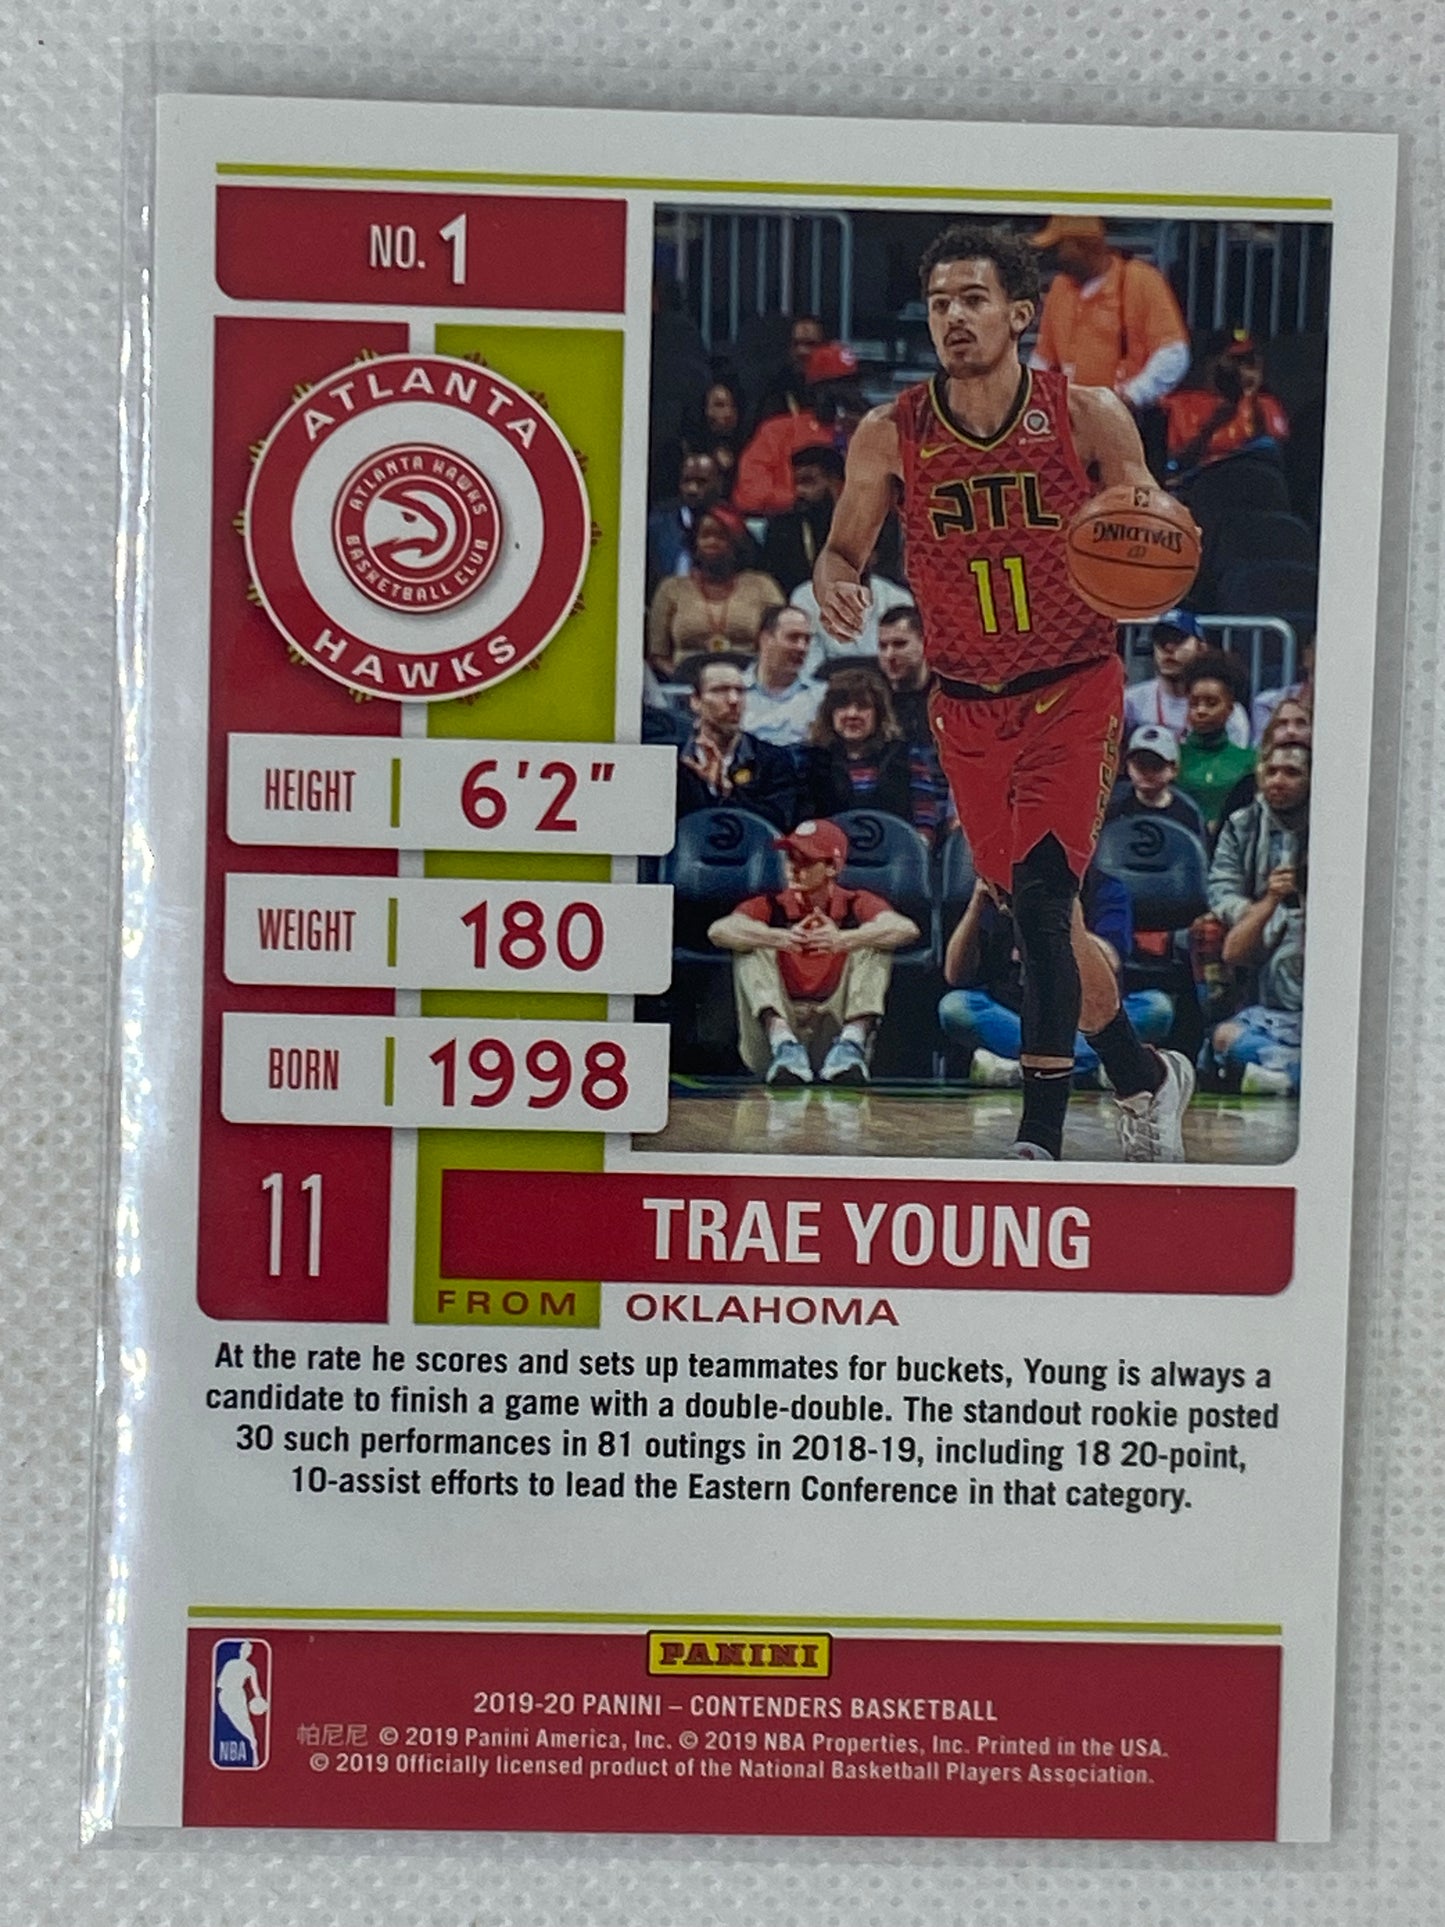 NO. 1
ATLANTA
ATLANTA HAWKS
BASKETBALL CLUB
HAWKS
ATL
11
SPALDING
HEIGHT 6'2"
WEIGHT 180
BORN 1998
11
TRAE YOUNG
FROM OKLAHOMA
At the rate he scores and sets up teammates for buckets, Young is always a
candidate to finish a game with a double-double. The standout rookie posted
30 such performances in 81 outings in 2018-19, including 18 20-point,
10-assist efforts to lead the Eastern Conference in that category.
PANINI
NBA
2019-20 PANINI – CONTENDERS BASKETBALL
帕尼尼 © 2019 Panini America, Inc. © 2019 NBA Properties, Inc. Printed in the USA.
© 2019 Officially licensed product of the National Basketball Players Association.